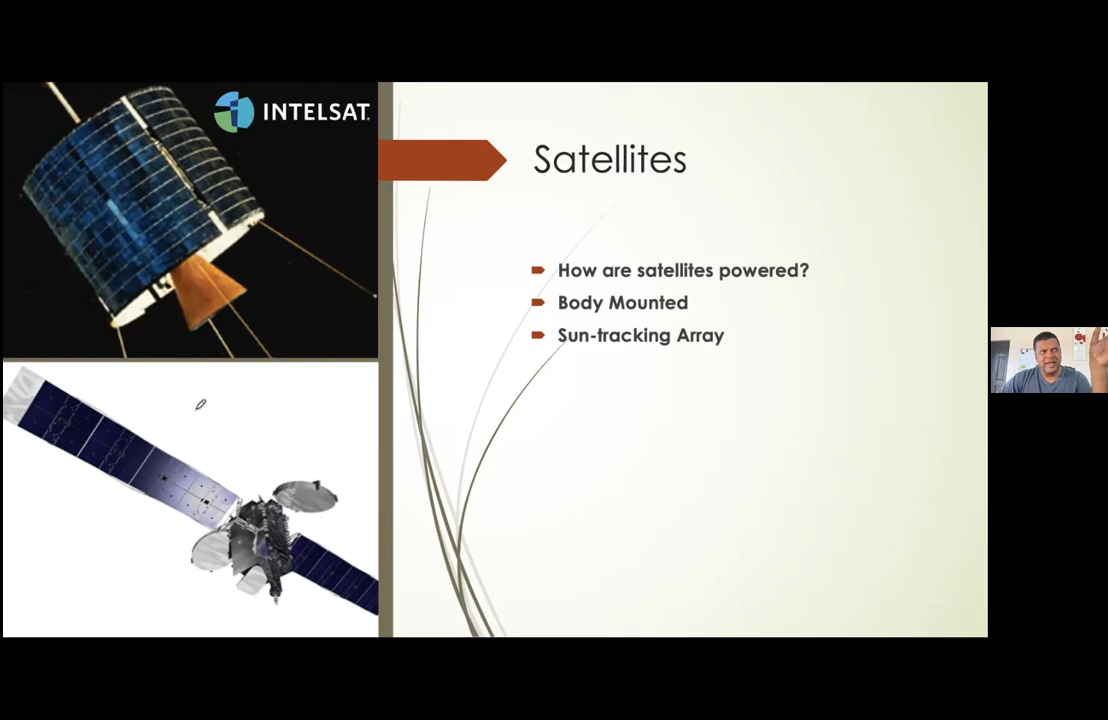 INTELSAT
Satellites
How are satellites powered?
Body Mounted
Sun-tracking Array